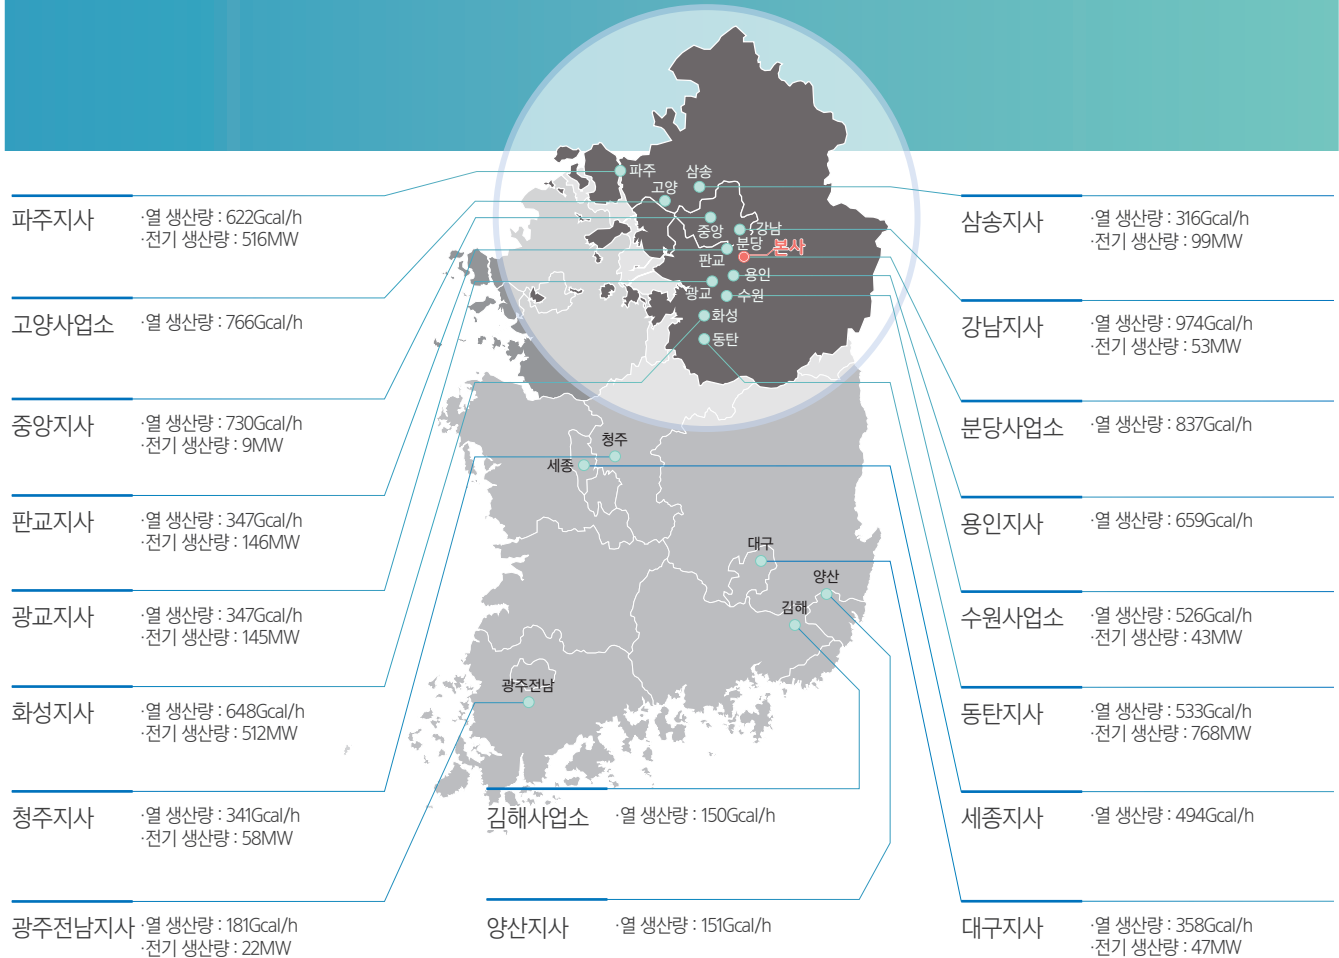 파주
삼송
고양
중앙
강남
분당
본사
판교
용인
광교
수원
화성
동탄
청주
세종
대구
양산
김해
광주전남
파주지사
·열 생산량 : 622Gcal/h
·전기 생산량 : 516MW
고양사업소
·열 생산량 : 766Gcal/h
중앙지사
·열 생산량 : 730Gcal/h
·전기 생산량 : 9MW
판교지사
·열 생산량 : 347Gcal/h
·전기 생산량 : 146MW
광교지사
·열 생산량 : 347Gcal/h
·전기 생산량 : 145MW
화성지사
·열 생산량 : 648Gcal/h
·전기 생산량 : 512MW
청주지사
·열 생산량 : 341Gcal/h
·전기 생산량 : 58MW
광주전남지사
·열 생산량 : 181Gcal/h
·전기 생산량 : 22MW
김해사업소
·열 생산량 : 150Gcal/h
양산지사
·열 생산량 : 151Gcal/h
삼송지사
·열 생산량 : 316Gcal/h
·전기 생산량 : 99MW
강남지사
·열 생산량 : 974Gcal/h
·전기 생산량 : 53MW
분당사업소
·열 생산량 : 837Gcal/h
용인지사
·열 생산량 : 659Gcal/h
수원사업소
·열 생산량 : 526Gcal/h
·전기 생산량 : 43MW
동탄지사
·열 생산량 : 533Gcal/h
·전기 생산량 : 768MW
세종지사
·열 생산량 : 494Gcal/h
대구지사
·열 생산량 : 358Gcal/h
·전기 생산량 : 47MW